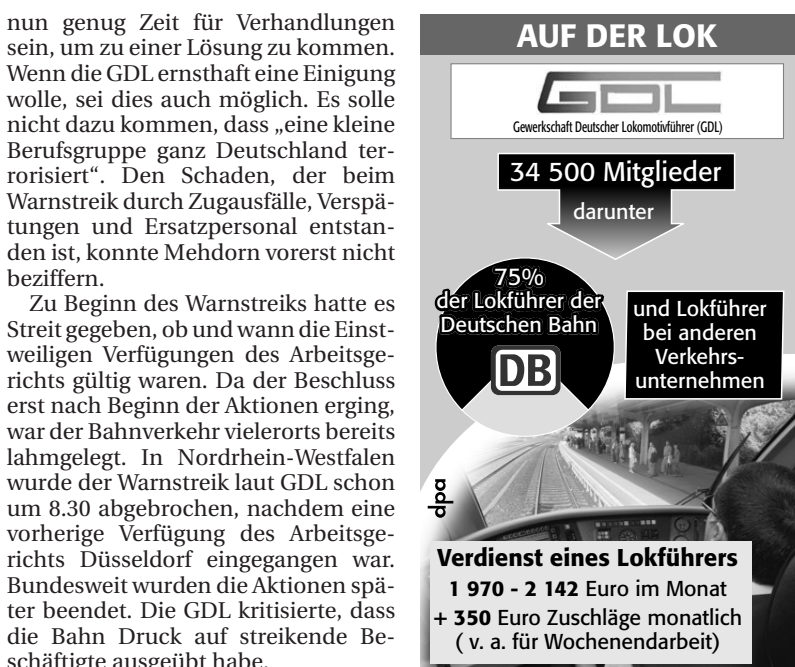 nun genug Zeit für Verhandlungen
sein, um zu einer Lösung zu kommen.
Wenn die GDL ernsthaft eine Einigung
wolle, sei dies auch möglich. Es solle
nicht dazu kommen, dass „eine kleine
Berufsgruppe ganz Deutschland ter-
rorisiert“. Den Schaden, der beim
Warnstreik durch Zugausfälle, Verspä-
tungen und Ersatzpersonal entstan-
den ist, konnte Mehdorn vorerst nicht
beziffern.
Zu Beginn des Warnstreiks hatte es
Streit gegeben, ob und wann die Einst-
weiligen Verfügungen des Arbeitsge-
richts gültig waren. Da der Beschluss
erst nach Beginn der Aktionen erging,
war der Bahnverkehr vielerorts bereits
lahmgelegt. In Nordrhein-Westfalen
wurde der Warnstreik laut GDL schon
um 8.30 abgebrochen, nachdem eine
vorherige Verfügung des Arbeitsge-
richts Düsseldorf eingegangen war.
Bundesweit wurden die Aktionen spä-
ter beendet. Die GDL kritisierte, dass
die Bahn Druck auf streikende Be-
schäftigte ausgeübt habe.
AUF DER LOK
GDL
Gewerkschaft Deutscher Lokomotivführer (GDL)
34 500 Mitglieder
darunter
75%
der Lokführer der
Deutschen Bahn
DB
und Lokführer
bei anderen
Verkehrs-
unternehmen
dpa
Verdienst eines Lokführers
1 970 - 2 142 Euro im Monat
+ 350 Euro Zuschläge monatlich
( v. a. für Wochenendarbeit)